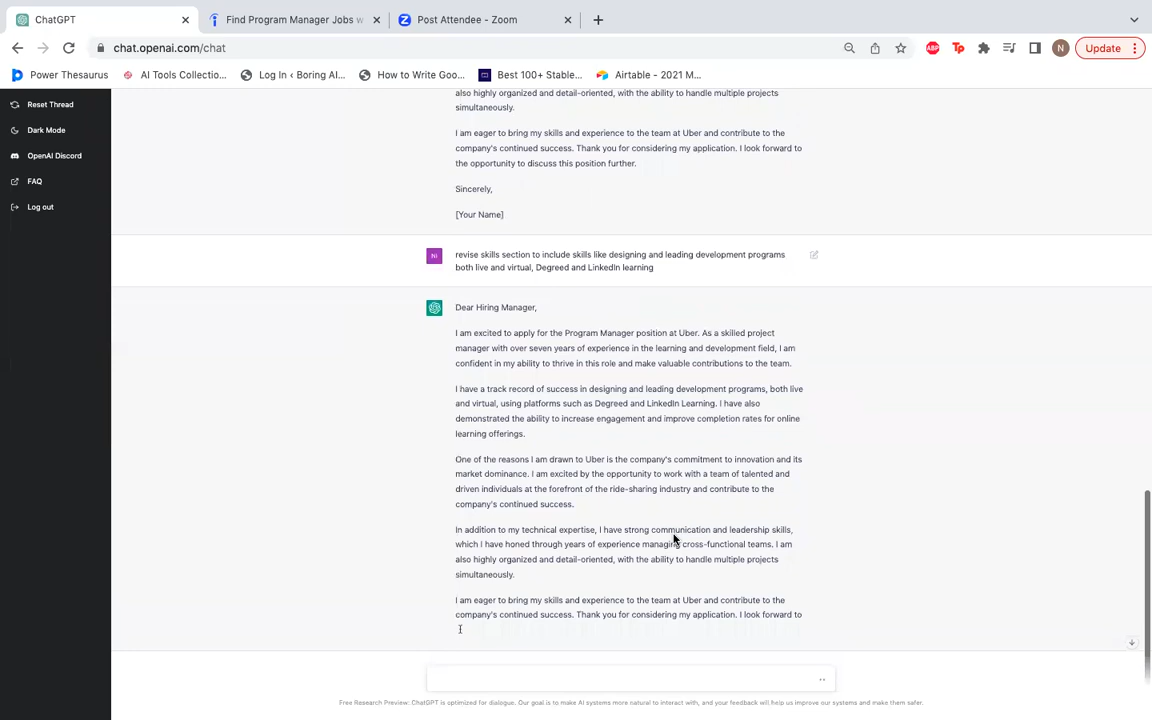 ChatGPT
Find Program Manager Jobs w
Post Attendee - Zoom
chat.openai.com/chat
ABP
Tp
N
Update
Power Thesaurus
AI Tools Collectio...
Log In ‹ Boring AI...
How to Write Goo...
Best 100+ Stable...
Airtable - 2021 M...
Reset Thread
Dark Mode
OpenAI Discord
FAQ
Log out
also highly organized and detail-oriented, with the ability to handle multiple projects
simultaneously.
I am eager to bring my skills and experience to the team at Uber and contribute to the
company's continued success. Thank you for considering my application. I look forward to
the opportunity to discuss this position further.
Sincerely,
[Your Name]
revise skills section to include skills like designing and leading development programs
both live and virtual, Degreed and LinkedIn learning
Dear Hiring Manager,
I am excited to apply for the Program Manager position at Uber. As a skilled project
manager with over seven years of experience in the learning and development field, I am
confident in my ability to thrive in this role and make valuable contributions to the team.
I have a track record of success in designing and leading development programs, both live
and virtual, using platforms such as Degreed and LinkedIn Learning. I have also
demonstrated the ability to increase engagement and improve completion rates for online
learning offerings.
One of the reasons I am drawn to Uber is the company's commitment to innovation and its
market dominance. I am excited by the opportunity to work with a team of talented and
driven individuals at the forefront of the ride-sharing industry and contribute to the
company's continued success.
In addition to my technical expertise, I have strong communication and leadership skills,
which I have honed through years of experience managing cross-functional teams. I am
also highly organized and detail-oriented, with the ability to handle multiple projects
simultaneously.
I am eager to bring my skills and experience to the team at Uber and contribute to the
company's continued success. Thank you for considering my application. I look forward to
Free Research Preview: ChatGPT is optimized for dialogue. Our goal is to make AI systems more natural to interact with, and your feedback will help us improve our systems and make them safer.